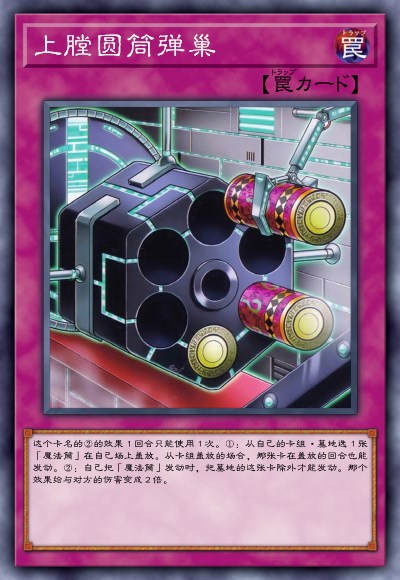 上膛圆筒弹巢
トラップ
罠
トラップ
【罠カード】
这个卡名的②的效果1回合只能使用1次。①：从自己的卡组・墓地选1张
「魔法筒」在自己场上盖放。从卡组盖放的场合，那张卡在盖放的回合也能
发动。②：自己把「魔法筒」发动时，把墓地的这张卡除外才能发动。那个
效果给与对方的伤害变成2倍。